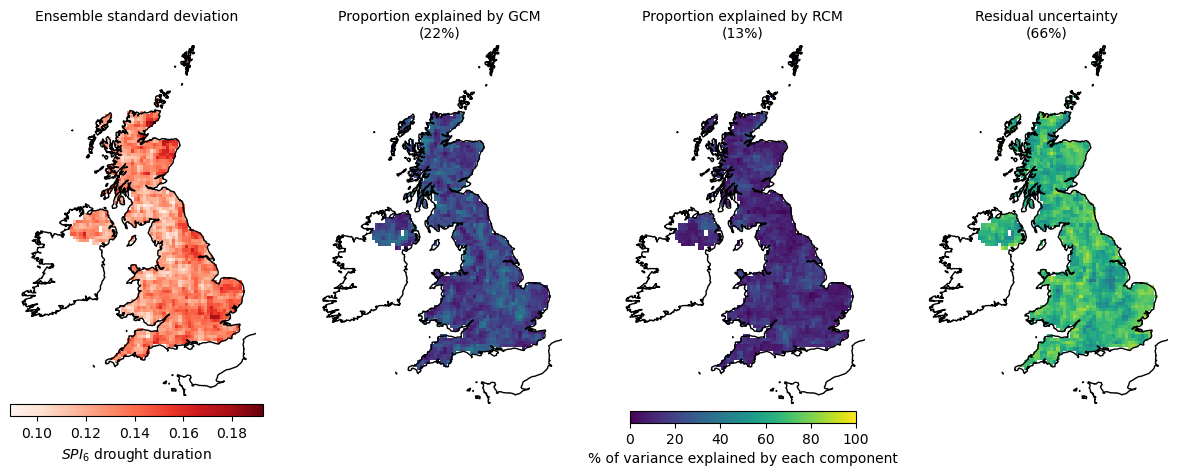 Ensemble standard deviation
Proportion explained by GCM
(22%)
Proportion explained by RCM
(13%)
Residual uncertainty
(66%)
0.10 0.12 0.14 0.16 0.18
SPI6 drought duration
0 20 40 60 80 100
% of variance explained by each component